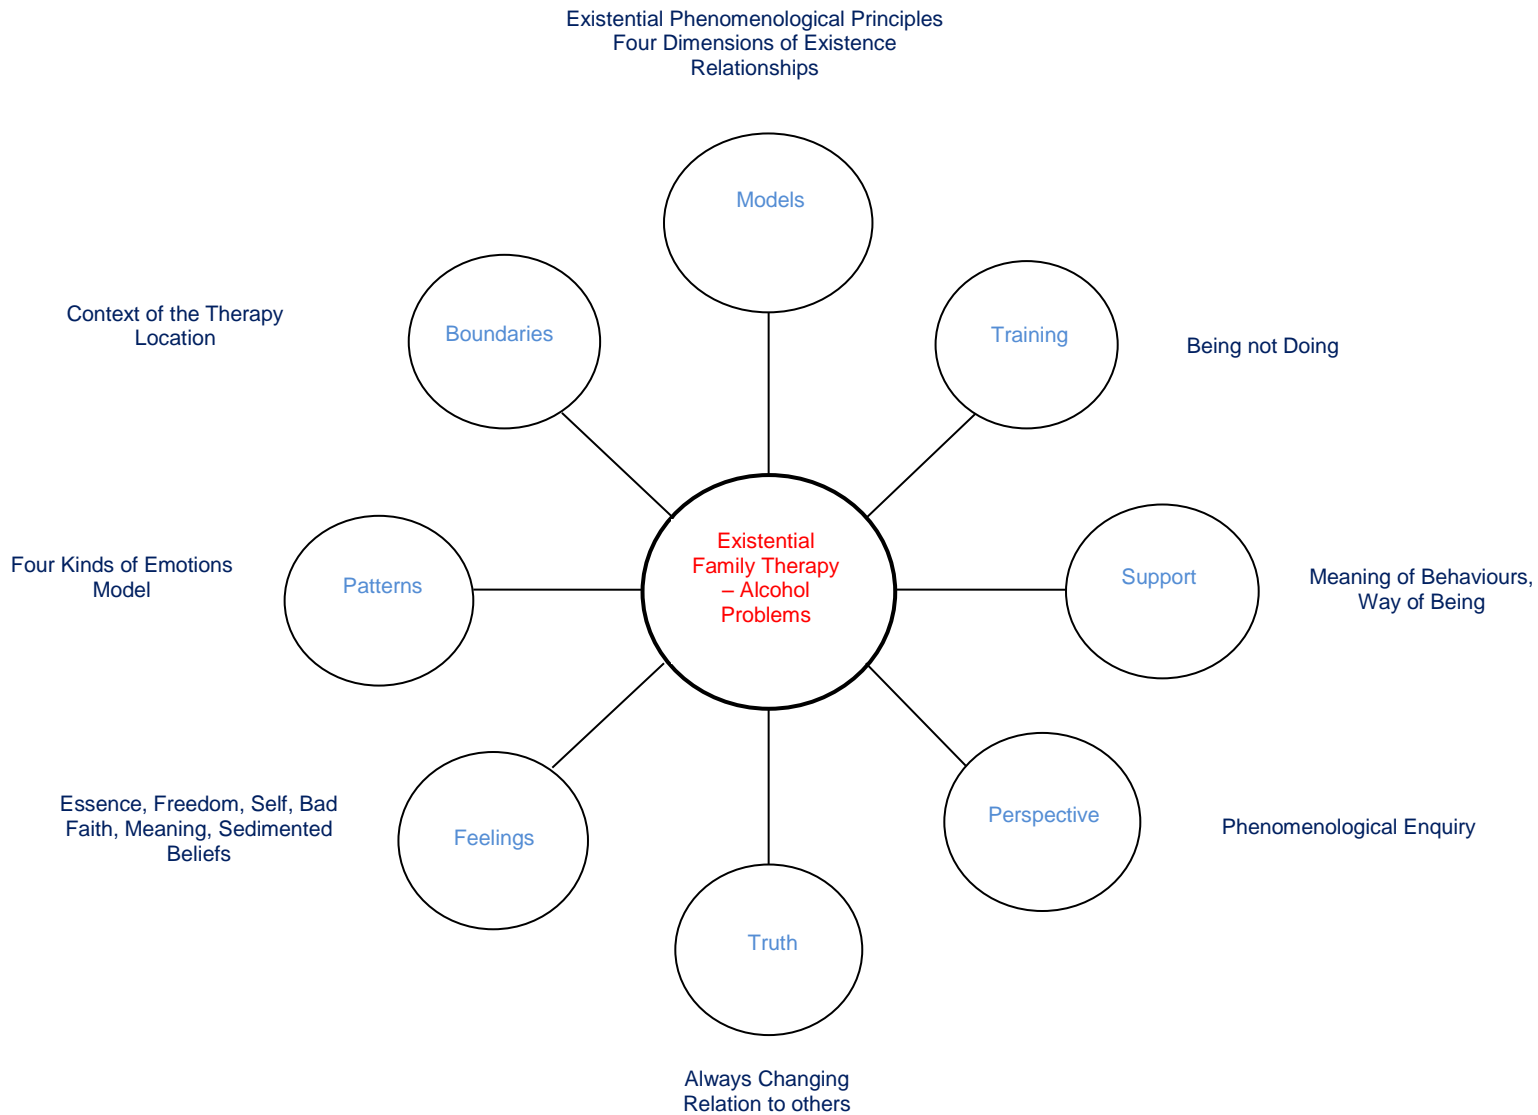 Existential Phenomenological Principles
Four Dimensions of Existence
Relationships
Models
Context of the Therapy
Location
Boundaries
Training
Being not Doing
Four Kinds of Emotions
Model
Patterns
Existential
Family Therapy
– Alcohol
Problems
Support
Meaning of Behaviours,
Way of Being
Essence, Freedom, Self, Bad
Faith, Meaning, Sedimented
Beliefs
Feelings
Perspective
Phenomenological Enquiry
Truth
Always Changing
Relation to others